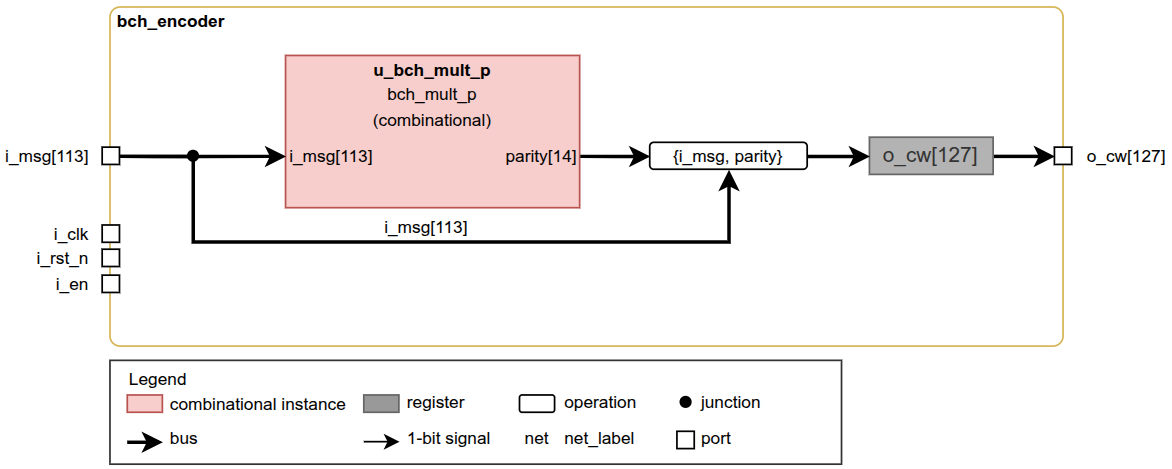 bch_encoder
u_bch_mult_p
bch_mult_p
(combinational)
i_msg[113]
i_msg[113]
parity[14]
{i_msg, parity}
o_cw[127]
o_cw[127]
i_msg[113]
i_clk
i_rst_n
i_en
Legend
combinational instance
register
operation
junction
bus
1-bit signal
net
net_label
port